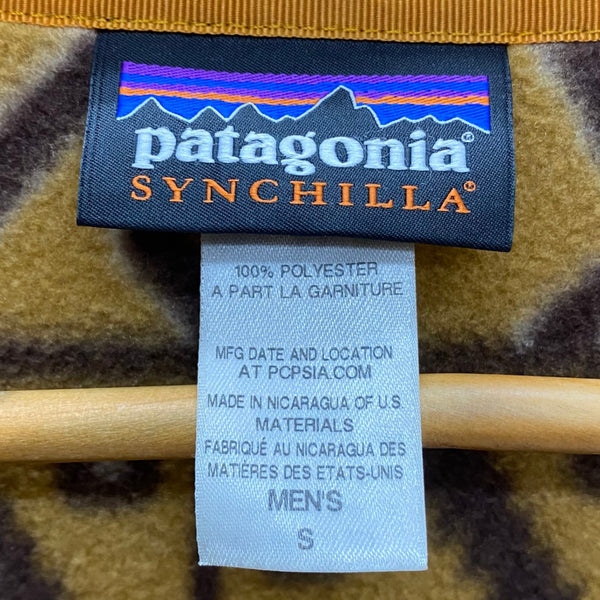 patagonia®
SYNCHILLA®
100% POLYESTER
A PART LA GARNITURE
MFG DATE AND LOCATION
AT PCPSIA.COM
MADE IN NICARAGUA OF U.S.
MATERIALS
FABRIQUÉ AU NICARAGUA DES
MATIÈRES DES ETATS-UNIS
MEN'S
S